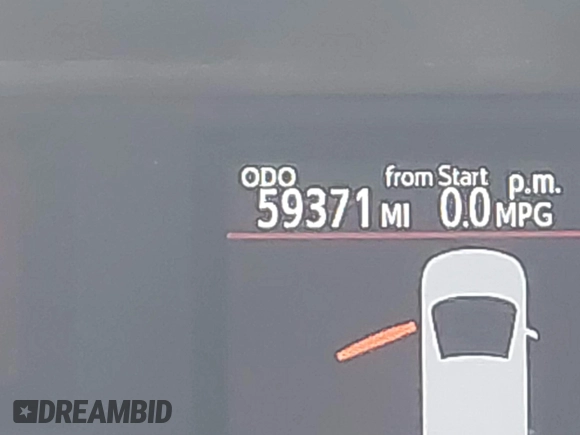 ODO from Start p.m.
59371 MI 0.0 MPG
DREAMBID